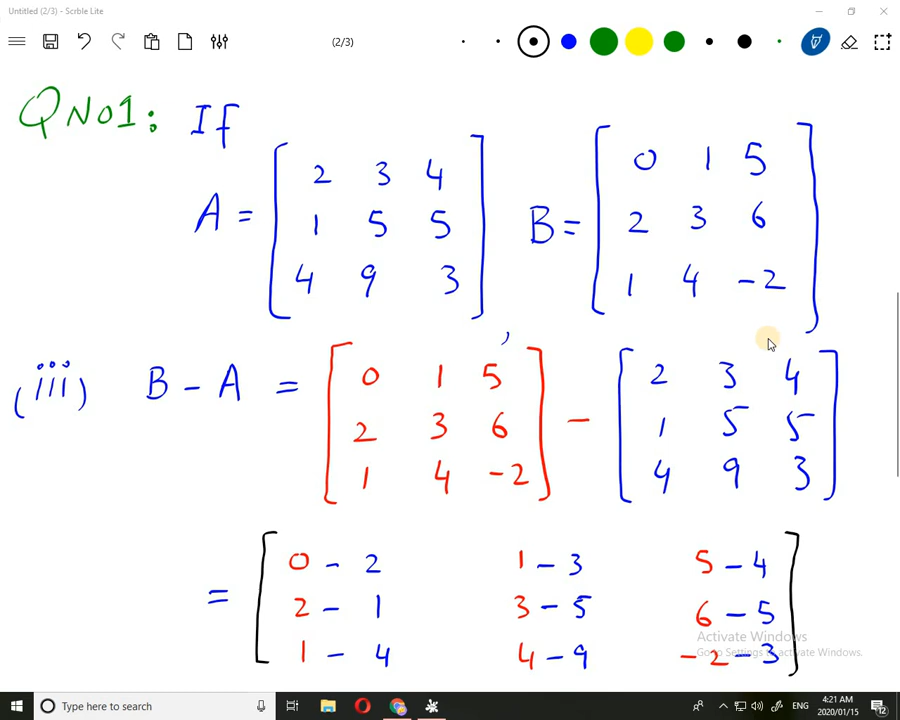 Untitled (2/3) - Scrble Lite
(2/3)
QNo1: If
A = [ 2 3 4
1 5 5
4 9 3 ]
B = [ 0 1 5
2 3 6
1 4 -2 ]
(iii) B - A = [ 0 1 5
2 3 6
1 4 -2 ] - [ 2 3 4
1 5 5
4 9 3 ]
= [ 0 - 2 1 - 3 5 - 4
2 - 1 3 - 5 6 - 5
1 - 4 4 - 9 -2 - 3 ]
Activate Windows
Go to Settings to activate Windows.
Type here to search
ENG
4:21 AM
2020/01/15
12